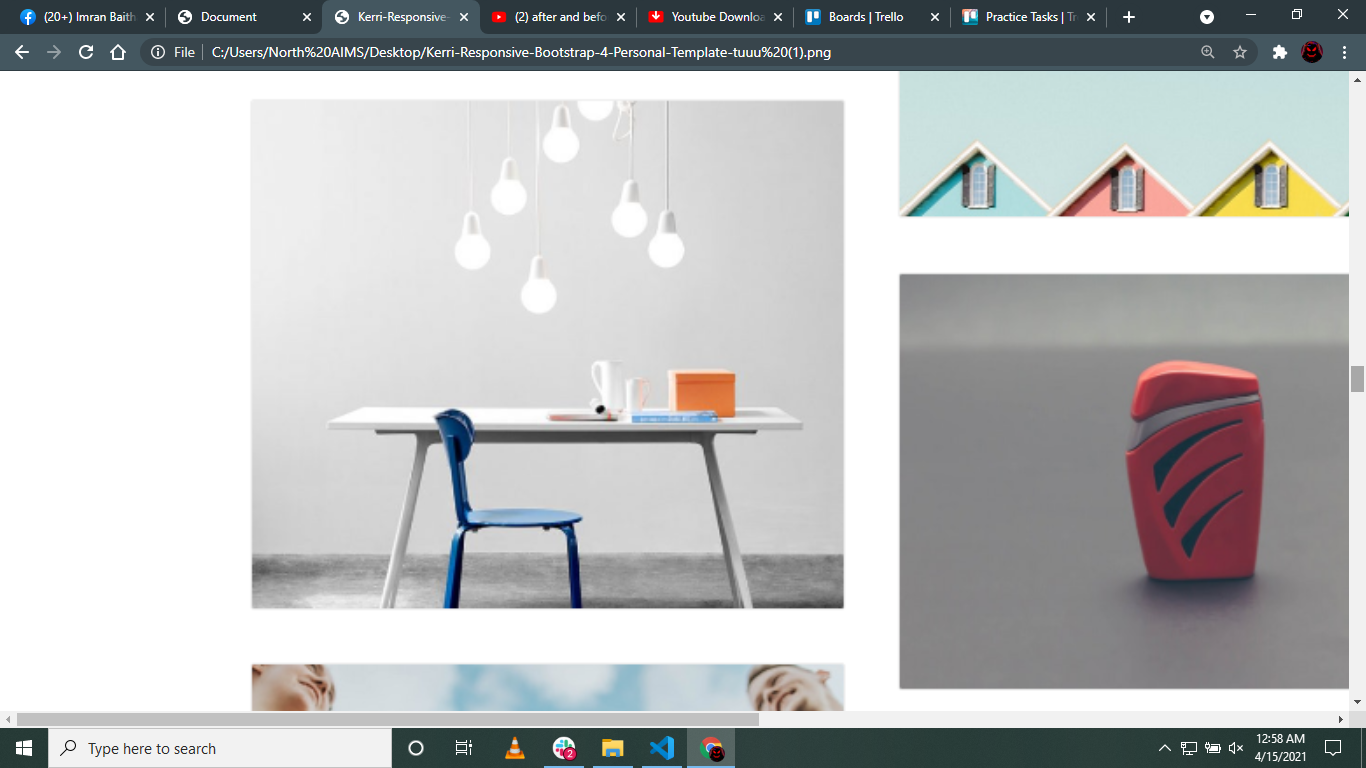 (20+) Imran Baith
Document
Kerri-Responsive-
(2) after and befo
Youtube Downloa
Boards | Trello
Practice Tasks | Tr
File
C:/Users/North%20AIMS/Desktop/Kerri-Responsive-Bootstrap-4-Personal-Template-tuuu%20(1).png
Type here to search
2
12:58 AM
4/15/2021